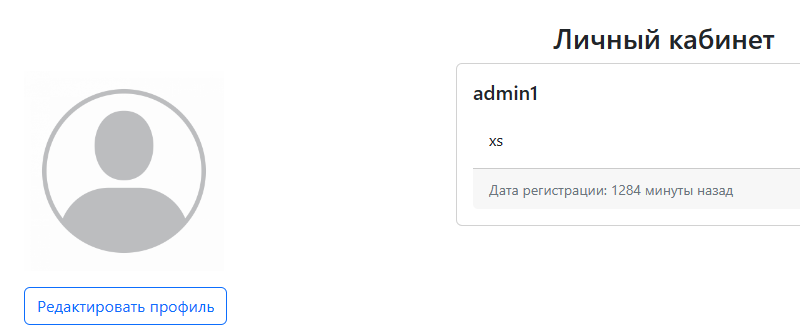 Личный кабинет
admin1
xs
Дата регистрации: 1284 минуты назад
Редактировать профиль